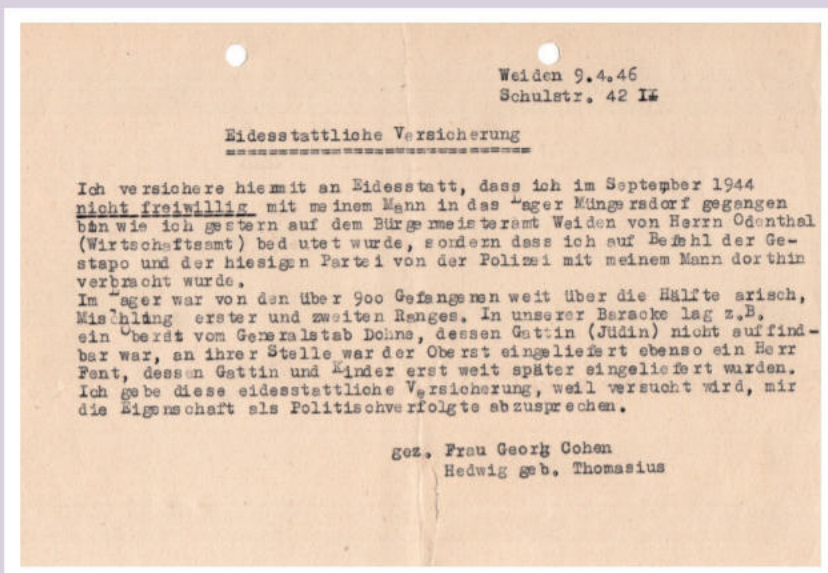 Weiden 9.4.46
Schulstr. 42 II
Eidesstattliche Versicherung
Ich versichere hiermit an Eidesstatt, dass ich im September 1944
nicht freiwillig mit meinem Mann in das Lager Müngersdorf gegangen
bin wie ich gestern auf dem Bürgermeisteramt Weiden von Herrn Odenthal
(Wirtschaftsamt) bed utet wurde, sondern dass ich auf Befehl der Ge-
stapo und der hiesigen Partei von der Polizei mit meinem Mann dorthin
verbracht wurde.
Im Lager war von den über 900 Gefangenen weit über die Hälfte arisch,
Mischling erster und zweiten Ranges. In unserer Baracke lag z.B.
ein Oberst vom Generalstab Dohna, dessen Gattin (Jüdin) nicht auffind-
bar war, an ihrer Stelle war der Oberst eingeliefert ebenso ein Herr
Fent, dessen Gattin und Kinder erst weit später eingeliefert wurden.
Ich gebe diese eidesstattliche Versicherung, weil versucht wird, mir
die Eigenschaft als Politischverfolgte abzusprechen.
gez. Frau Georg Cohen
Hedwig geb. Thomasius